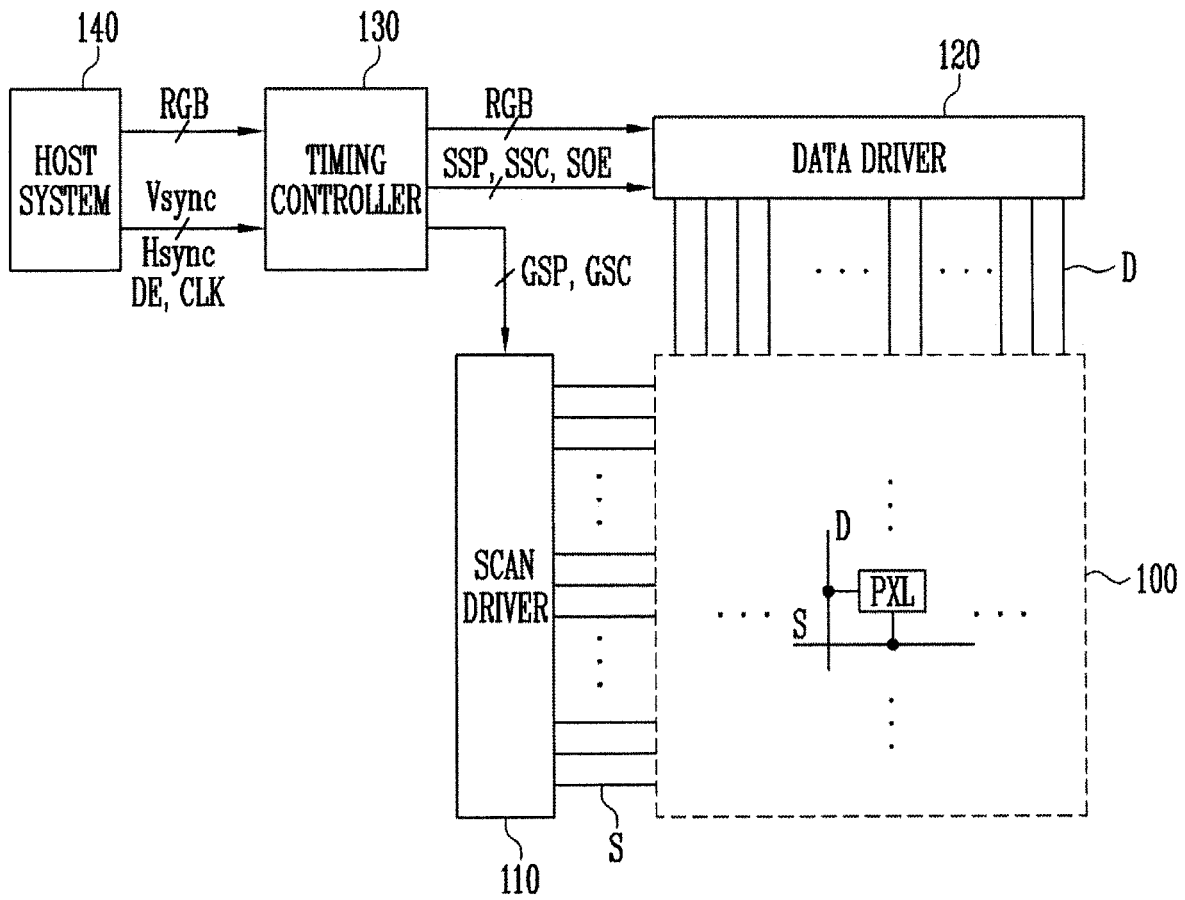 140
130
120
RGB
RGB
HOST
SYSTEM
TIMING
CONTROLLER
SSP, SSC, SOE
DATA DRIVER
Vsync
Hsync
DE, CLK
GSP, GSC
D
D
SCAN
DRIVER
PXL
100
S
S
110